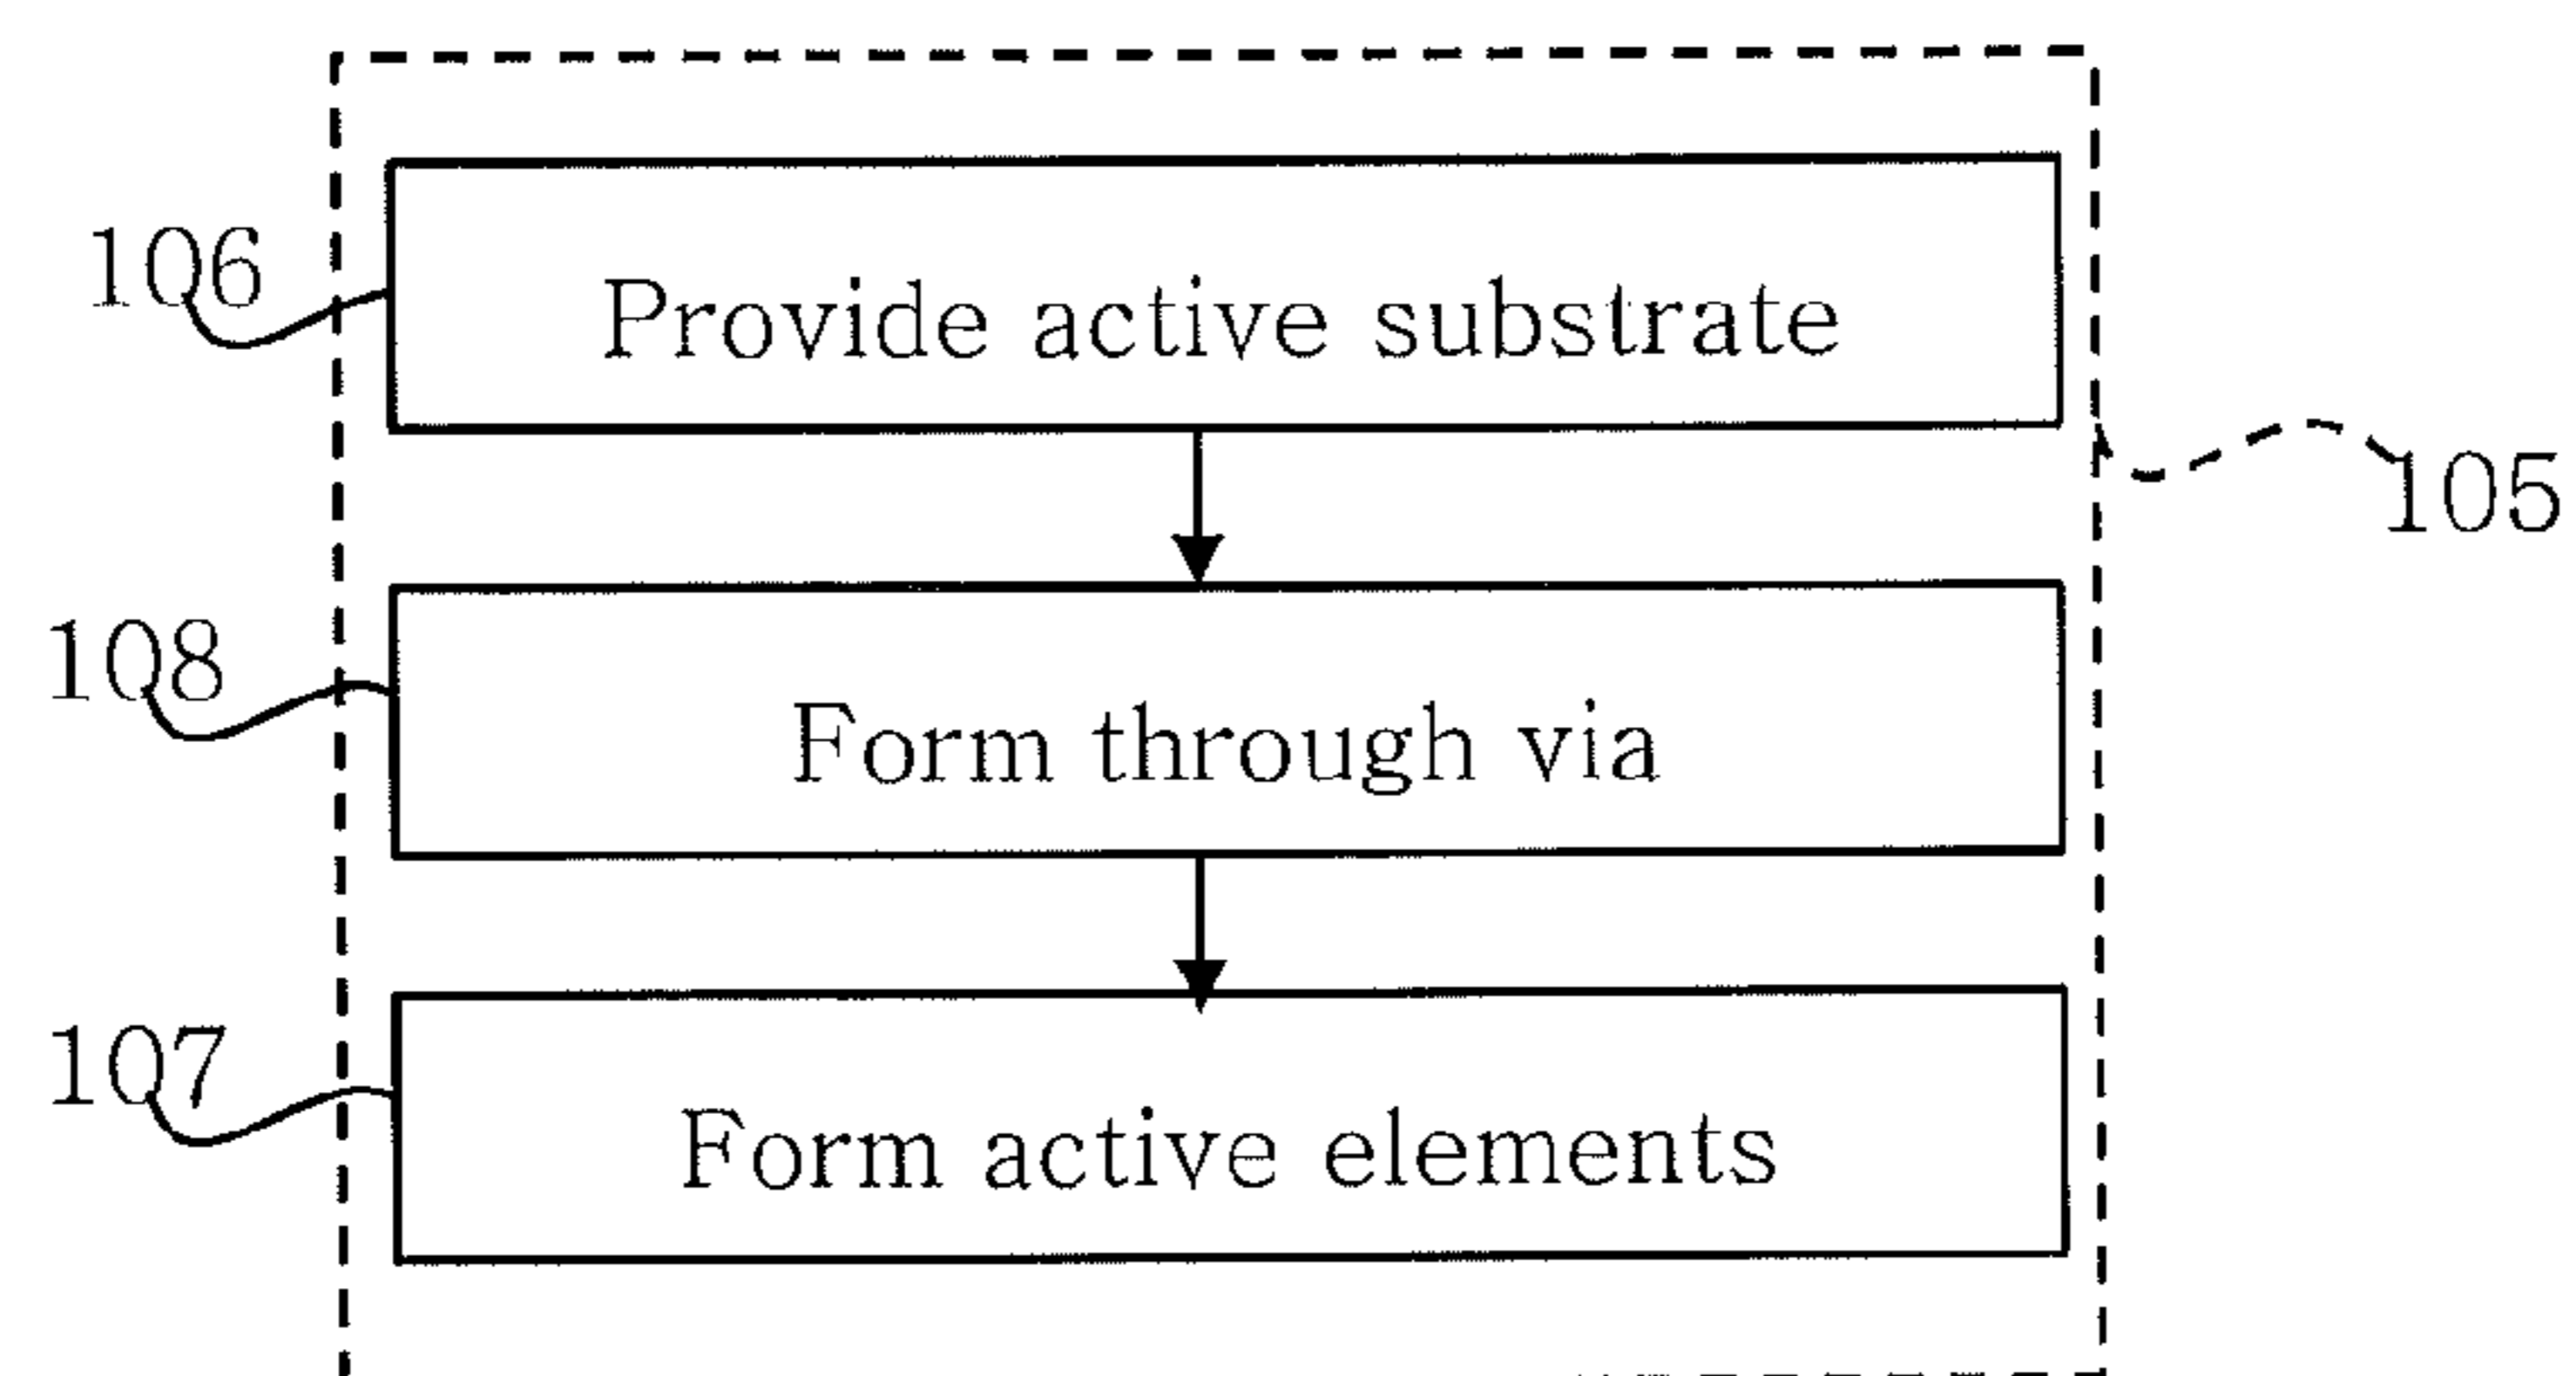 106
Provide active substrate
105
108
Form through via
107
Form active elements